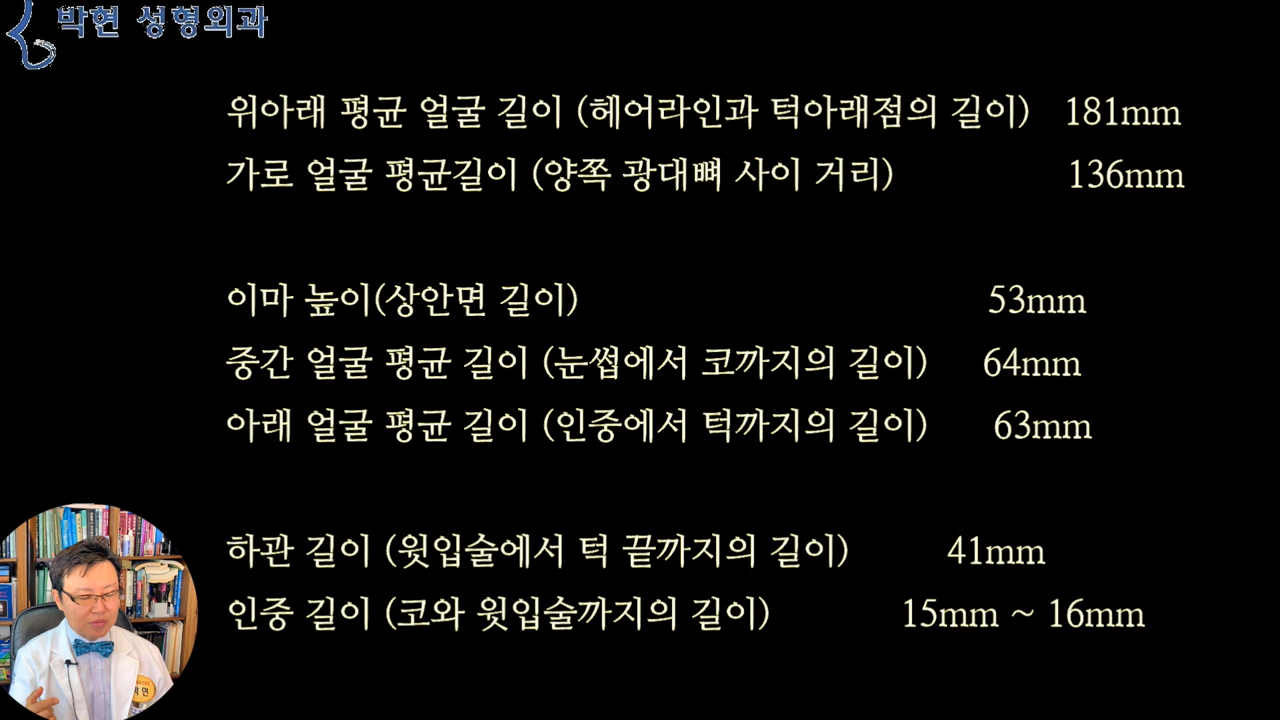 박현 성형외과
위아래 평균 얼굴 길이 (헤어라인과 턱아래점의 길이) 181mm
가로 얼굴 평균길이 (양쪽 광대뼈 사이 거리) 136mm
이마 높이(상안면 길이) 53mm
중간 얼굴 평균 길이 (눈썹에서 코까지의 길이) 64mm
아래 얼굴 평균 길이 (인중에서 턱까지의 길이) 63mm
하관 길이 (윗입술에서 턱 끝까지의 길이) 41mm
인중 길이 (코와 윗입술까지의 길이) 15mm ~ 16mm